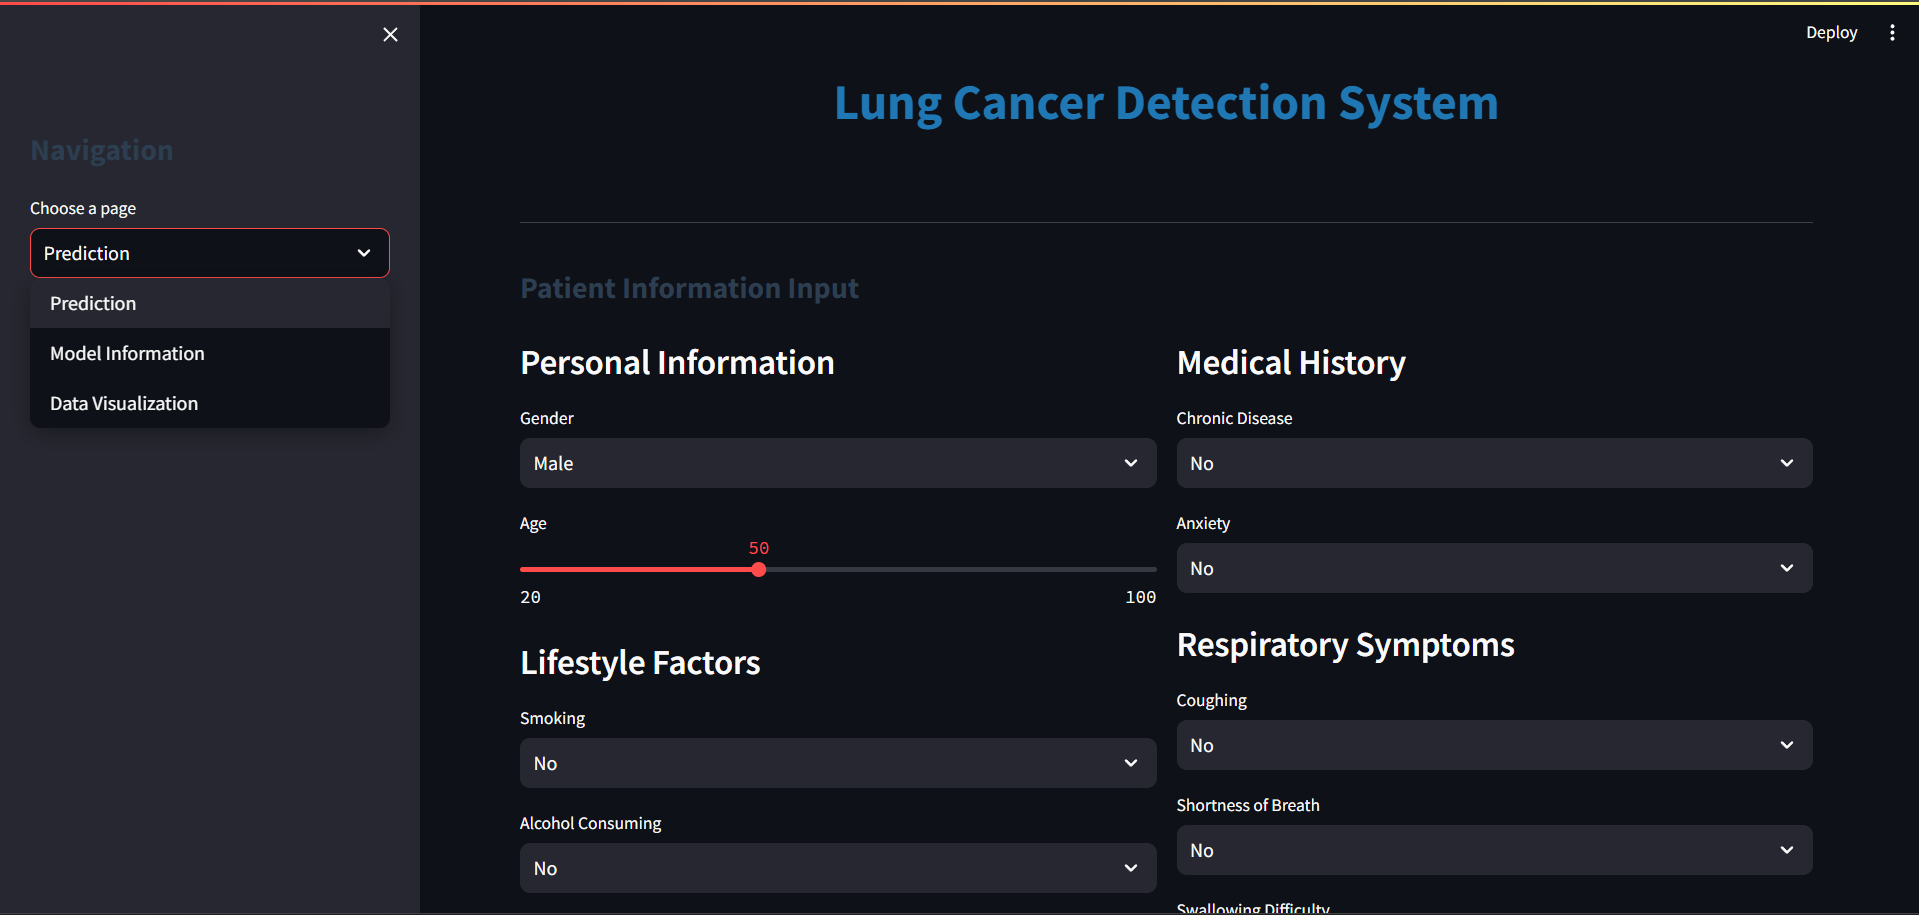 Deploy
Navigation
Choose a page
Prediction
Prediction
Model Information
Data Visualization
Lung Cancer Detection System
Patient Information Input
Personal Information
Gender
Male
Age
50
20
100
Lifestyle Factors
Smoking
No
Alcohol Consuming
No
Medical History
Chronic Disease
No
Anxiety
No
Respiratory Symptoms
Coughing
No
Shortness of Breath
No
Swallowing Difficulty